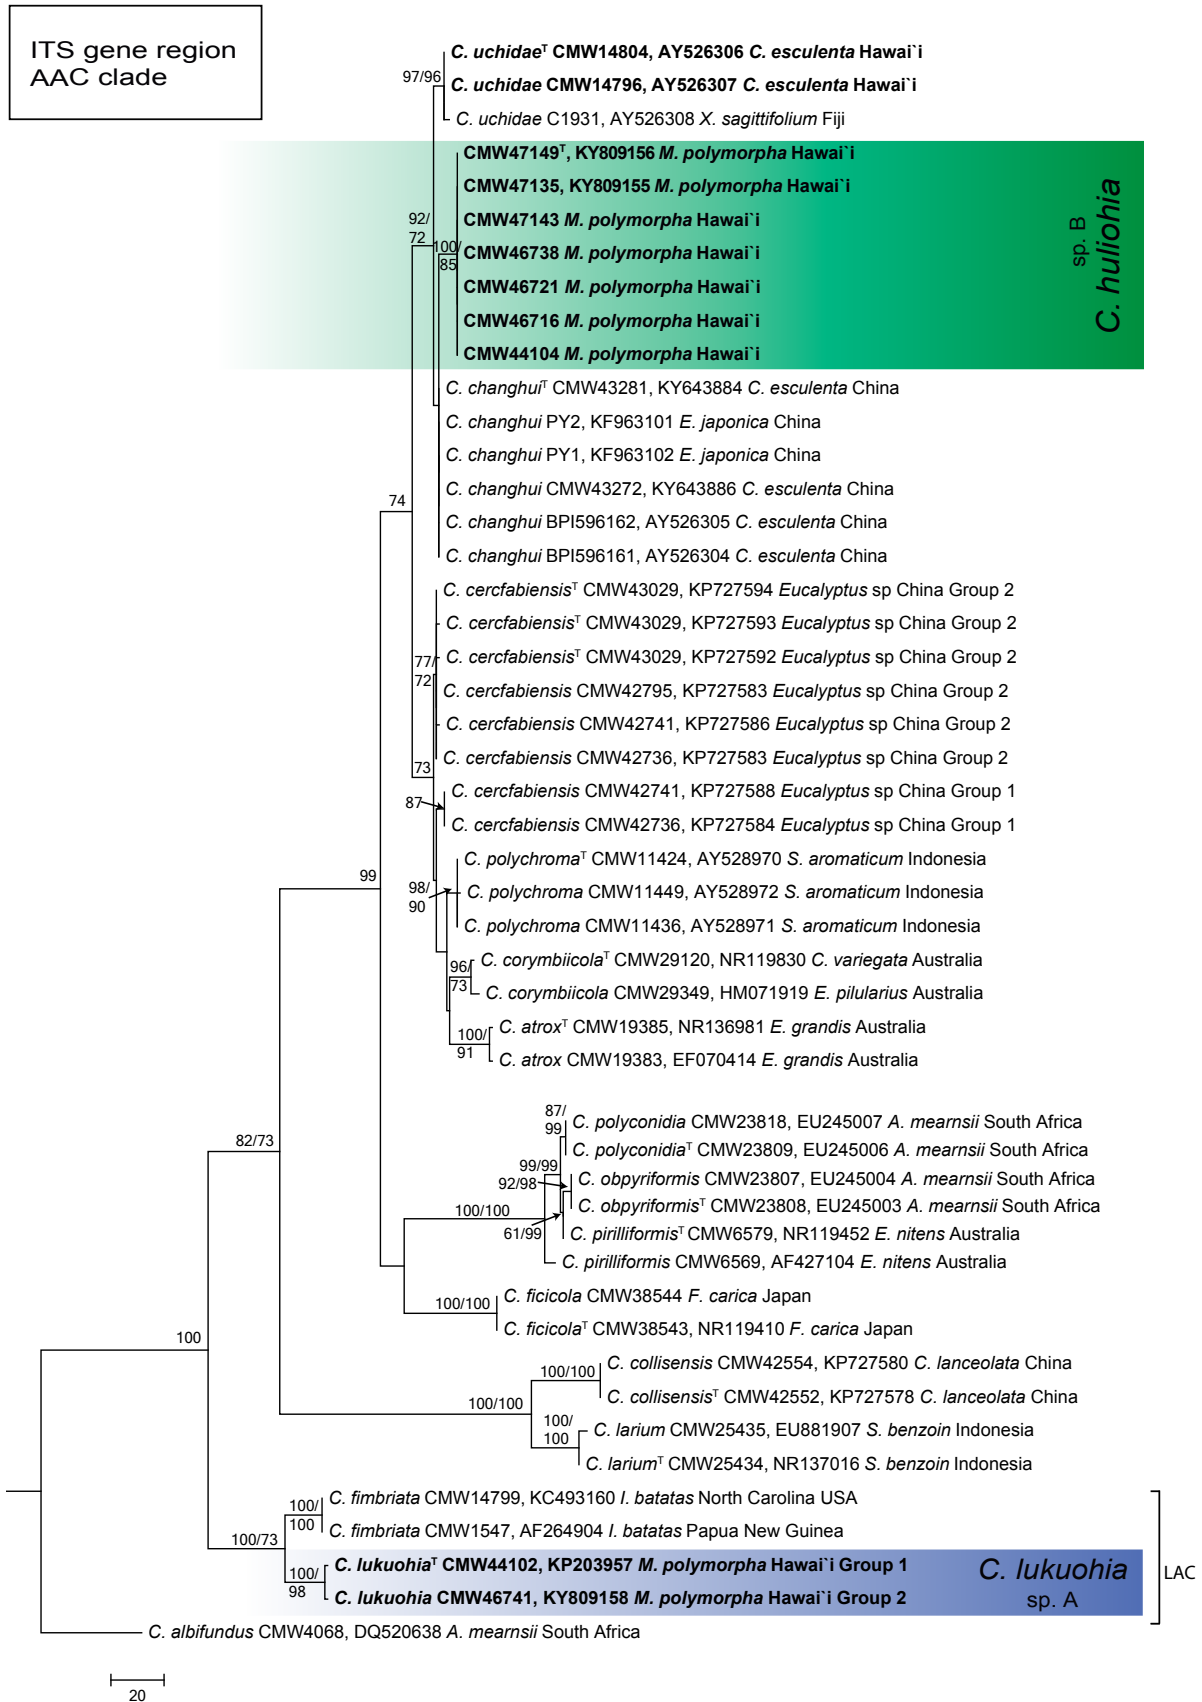 ITS gene region
AAC clade
C. uchidaeᵀ CMW14804, AY526306 C. esculenta Hawai`i
97/96
C. uchidae CMW14796, AY526307 C. esculenta Hawai`i
C. uchidae C1931, AY526308 X. sagittifolium Fiji
CMW47149ᵀ, KY809156 M. polymorpha Hawai`i
CMW47135, KY809155 M. polymorpha Hawai`i
92/
72
CMW47143 M. polymorpha Hawai`i
100/
85
CMW46738 M. polymorpha Hawai`i
CMW46721 M. polymorpha Hawai`i
CMW46716 M. polymorpha Hawai`i
CMW44104 M. polymorpha Hawai`i
sp. B
C. huliohia
C. changhuiᵀ CMW43281, KY643884 C. esculenta China
C. changhui PY2, KF963101 E. japonica China
C. changhui PY1, KF963102 E. japonica China
C. changhui CMW43272, KY643886 C. esculenta China
74
C. changhui BPI596162, AY526305 C. esculenta China
C. changhui BPI596161, AY526304 C. esculenta China
C. cercfabiensisᵀ CMW43029, KP727594 Eucalyptus sp China Group 2
C. cercfabiensisᵀ CMW43029, KP727593 Eucalyptus sp China Group 2
77/
72
C. cercfabiensisᵀ CMW43029, KP727592 Eucalyptus sp China Group 2
C. cercfabiensis CMW42795, KP727583 Eucalyptus sp China Group 2
C. cercfabiensis CMW42741, KP727586 Eucalyptus sp China Group 2
C. cercfabiensis CMW42736, KP727583 Eucalyptus sp China Group 2
73
C. cercfabiensis CMW42741, KP727588 Eucalyptus sp China Group 1
87
C. cercfabiensis CMW42736, KP727584 Eucalyptus sp China Group 1
C. polychromaᵀ CMW11424, AY528970 S. aromaticum Indonesia
99
98/
90
C. polychroma CMW11449, AY528972 S. aromaticum Indonesia
C. polychroma CMW11436, AY528971 S. aromaticum Indonesia
C. corymbiicolaᵀ CMW29120, NR119830 C. variegata Australia
96/
73
C. corymbiicola CMW29349, HM071919 E. pilularius Australia
C. atroxᵀ CMW19385, NR136981 E. grandis Australia
100/
91
C. atrox CMW19383, EF070414 E. grandis Australia
87/
99
C. polyconidia CMW23818, EU245007 A. mearnsii South Africa
82/73
C. polyconidiaᵀ CMW23809, EU245006 A. mearnsii South Africa
99/99
C. obpyriformis CMW23807, EU245004 A. mearnsii South Africa
92/98
C. obpyriformisᵀ CMW23808, EU245003 A. mearnsii South Africa
100/100
61/99
C. pirilliformisᵀ CMW6579, NR119452 E. nitens Australia
C. pirilliformis CMW6569, AF427104 E. nitens Australia
C. ficicola CMW38544 F. carica Japan
100/100
C. ficicolaᵀ CMW38543, NR119410 F. carica Japan
100
C. collisensis CMW42554, KP727580 C. lanceolata China
100/100
C. collisensisᵀ CMW42552, KP727578 C. lanceolata China
100/100
C. larium CMW25435, EU881907 S. benzoin Indonesia
100/
100
C. lariumᵀ CMW25434, NR137016 S. benzoin Indonesia
C. fimbriata CMW14799, KC493160 I. batatas North Carolina USA
100/
100
C. fimbriata CMW1547, AF264904 I. batatas Papua New Guinea
100/73
C. lukuohiaᵀ CMW44102, KP203957 M. polymorpha Hawai`i Group 1
100/
98
C. lukuohia CMW46741, KY809158 M. polymorpha Hawai`i Group 2
C. lukuohia
sp. A
LAC
C. albifundus CMW4068, DQ520638 A. mearnsii South Africa
20